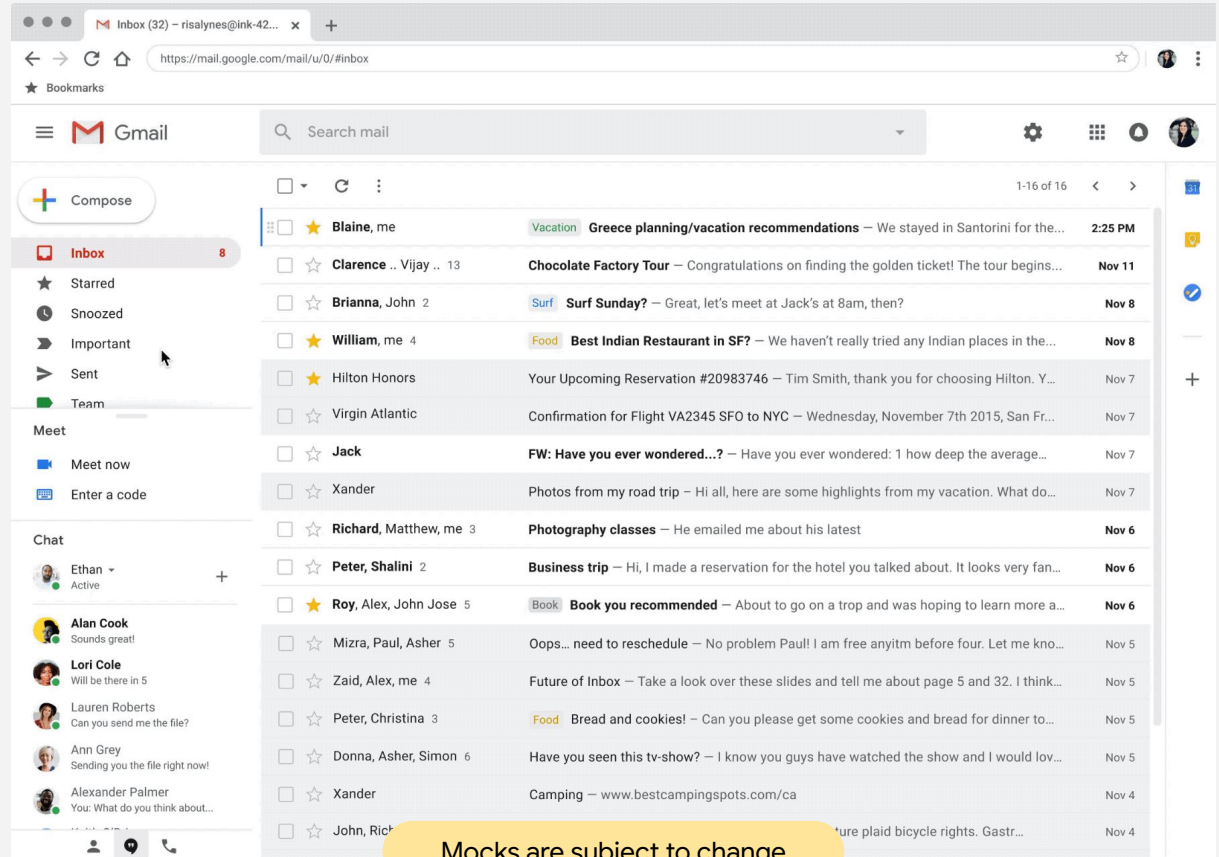 Inbox (32) – risalynes@ink-42...
https://mail.google.com/mail/u/0/#inbox
Bookmarks
Gmail
Search mail
Compose
1-16 of 16
Inbox 8
Starred
Snoozed
Important
Sent
Team
Meet
Meet now
Enter a code
Chat
Ethan
Active
Alan Cook
Sounds great!
Lori Cole
Will be there in 5
Lauren Roberts
Can you send me the file?
Ann Grey
Sending you the file right now!
Alexander Palmer
You: What do you think about...
31
Blaine, me Vacation Greece planning/vacation recommendations — We stayed in Santorini for the... 2:25 PM
Clarence .. Vijay .. 13 Chocolate Factory Tour — Congratulations on finding the golden ticket! The tour begins... Nov 11
Brianna, John 2 Surf Surf Sunday? — Great, let's meet at Jack's at 8am, then? Nov 8
William, me 4 Food Best Indian Restaurant in SF? — We haven't really tried any Indian places in the... Nov 8
Hilton Honors Your Upcoming Reservation #20983746 — Tim Smith, thank you for choosing Hilton. Y... Nov 7
Virgin Atlantic Confirmation for Flight VA2345 SFO to NYC — Wednesday, November 7th 2015, San Fr... Nov 7
Jack FW: Have you ever wondered...? — Have you ever wondered: 1 how deep the average... Nov 7
Xander Photos from my road trip – Hi all, here are some highlights from my vacation. What do... Nov 7
Richard, Matthew, me 3 Photography classes — He emailed me about his latest Nov 6
Peter, Shalini 2 Business trip — Hi, I made a reservation for the hotel you talked about. It looks very fan... Nov 6
Roy, Alex, John Jose 5 Book Book you recommended — About to go on a trop and was hoping to learn more a... Nov 6
Mizra, Paul, Asher 5 Oops... need to reschedule — No problem Paul! I am free anyitm before four. Let me kno... Nov 5
Zaid, Alex, me 4 Future of Inbox — Take a look over these slides and tell me about page 5 and 32. I think... Nov 5
Peter, Christina 3 Food Bread and cookies! – Can you please get some cookies and bread for dinner to... Nov 5
Donna, Asher, Simon 6 Have you seen this tv-show? — I know you guys have watched the show and I would lov... Nov 5
Xander Camping — www.bestcampingspots.com/ca Nov 4
John, Rich ture plaid bicycle rights. Gastr... Nov 4
Mocks are subject to change